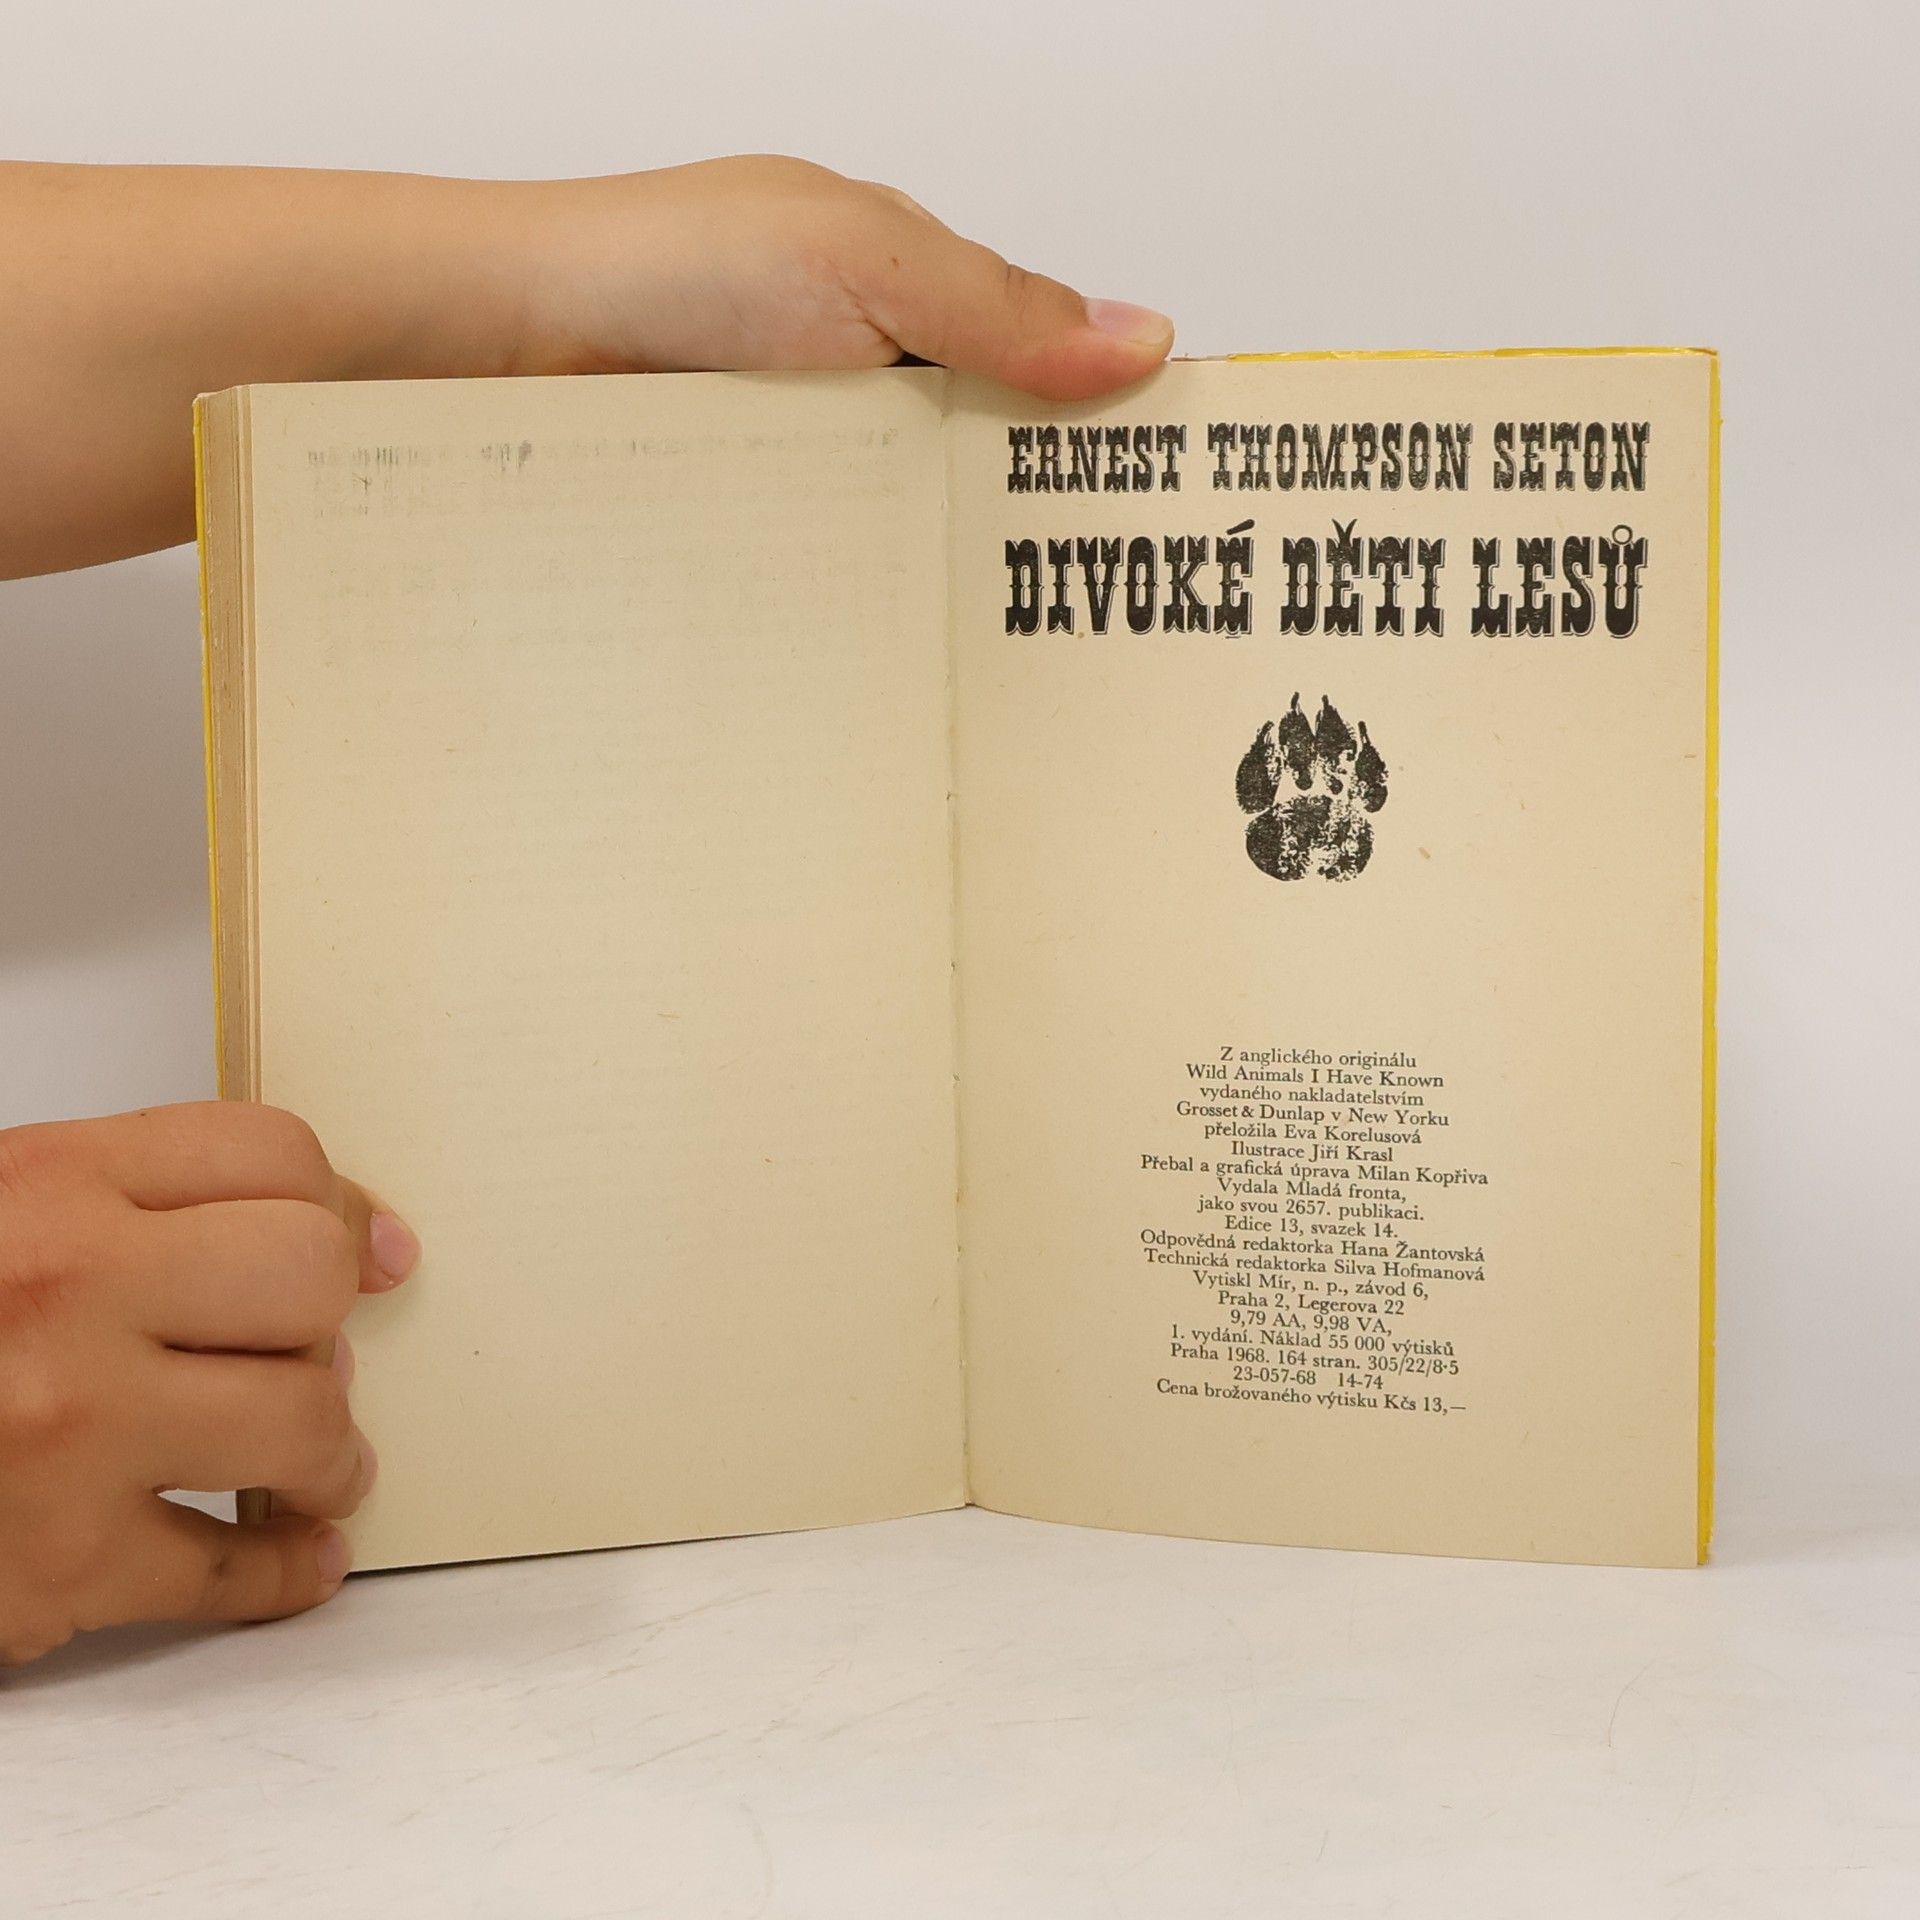 ERNEST THOMPSON SETON
DIVOKÉ DĚTI LESŮ
Z anglického originálu
Wild Animals I Have Known
vydaného nakladatelstvím
Grosset & Dunlap v New Yorku
přeložila Eva Korelusová
Ilustrace Jiří Krasl
Přebal a grafická úprava Milan Kopřiva
Vydala Mladá fronta,
jako svou 2657. publikaci.
Edice 13, svazek 14.
Odpovědná redaktorka Hana Žantovská
Technická redaktorka Silva Hofmanová
Vytiskl Mír, n. p., závod 6,
Praha 2, Legerova 22
9,79 AA, 9,98 VA,
1. vydání. Náklad 55 000 výtisků
Praha 1968. 164 stran. 305/22/8·5
23-057-68 14-74
Cena brožovaného výtisku Kčs 13,—